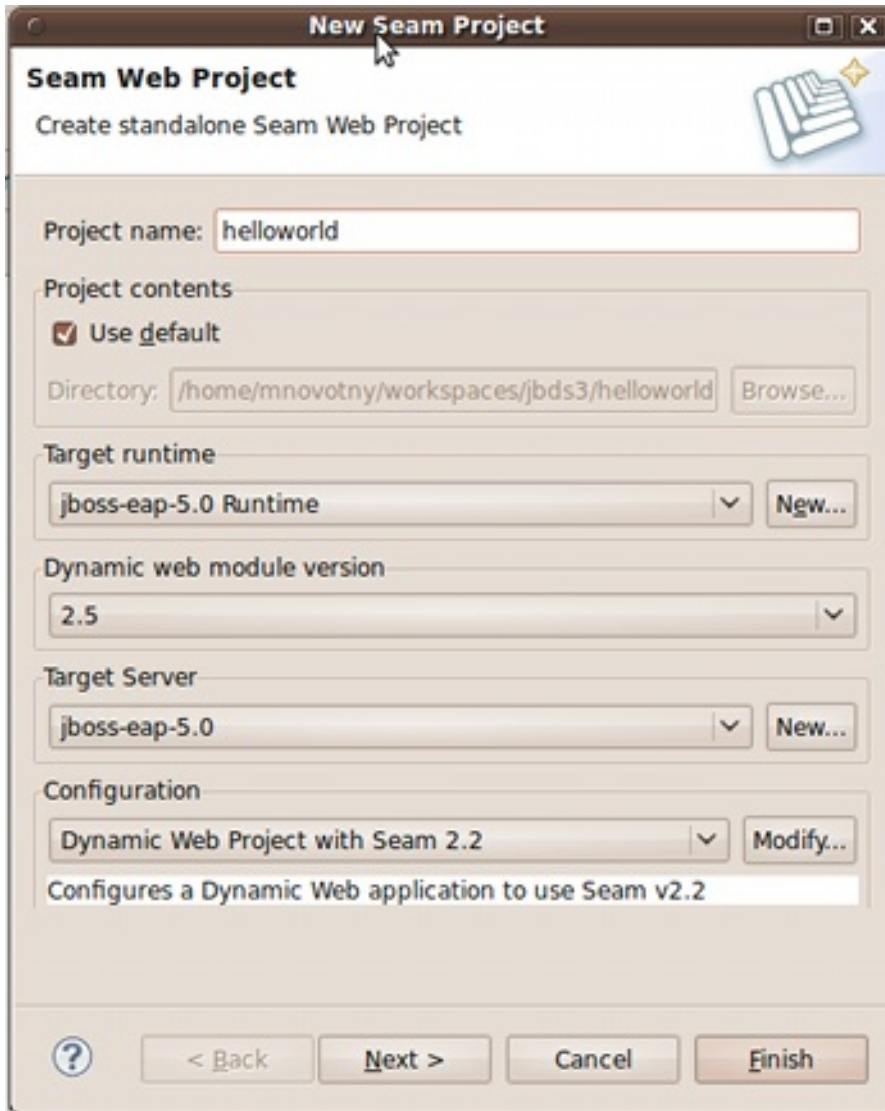 New Seam Project
Seam Web Project
Create standalone Seam Web Project
Project name: helloworld
Project contents
Use default
Directory: /home/mnovotny/workspaces/jbds3/helloworld Browse...
Target runtime
jboss-eap-5.0 Runtime New...
Dynamic web module version
2.5
Target Server
jboss-eap-5.0 New...
Configuration
Dynamic Web Project with Seam 2.2 Modify...
Configures a Dynamic Web application to use Seam v2.2
? < Back Next > Cancel Finish